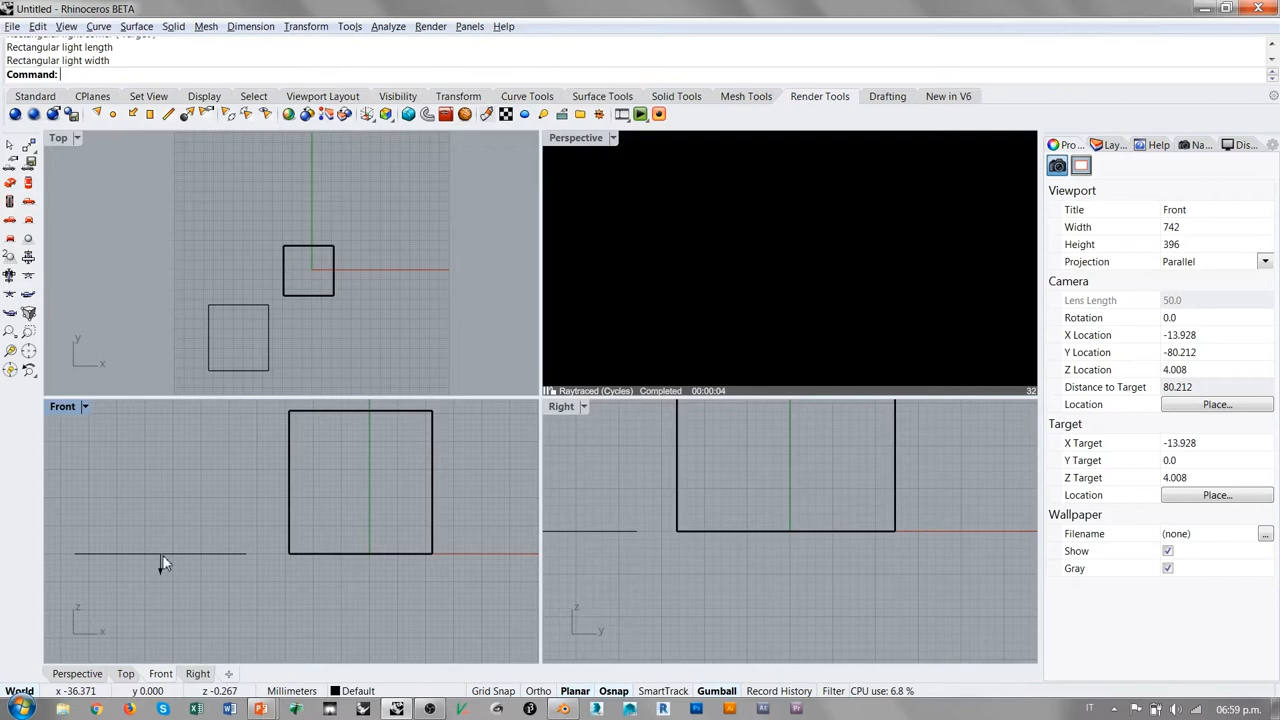 Untitled - Rhinoceros BETA
File Edit View Curve Surface Solid Mesh Dimension Transform Tools Analyze Render Panels Help
Rectangular light length
Rectangular light width
Command:
Standard CPlanes Set View Display Select Viewport Layout Visibility Transform Curve Tools Surface Tools Solid Tools Mesh Tools Render Tools Drafting New in V6
Top
y
x
Perspective
Raytraced (Cycles) Completed 00:00:04 32
Front
z
x
Right
z
y
Pro... Lay... Help Na... Dis...
Viewport
Title Front
Width 742
Height 396
Projection Parallel
Camera
Lens Length 50.0
Rotation 0.0
X Location -13.928
Y Location -80.212
Z Location 4.008
Distance to Target 80.212
Location Place...
Target
X Target -13.928
Y Target 0.0
Z Target 4.008
Location Place...
Wallpaper
Filename (none) ...
Show
Gray
Perspective Top Front Right
World x -36.371 y 0.000 z -0.267 Millimeters Default Grid Snap Ortho Planar Osnap SmartTrack Gumball Record History Filter CPU use: 6.8 %
IT 06:59 p.m.